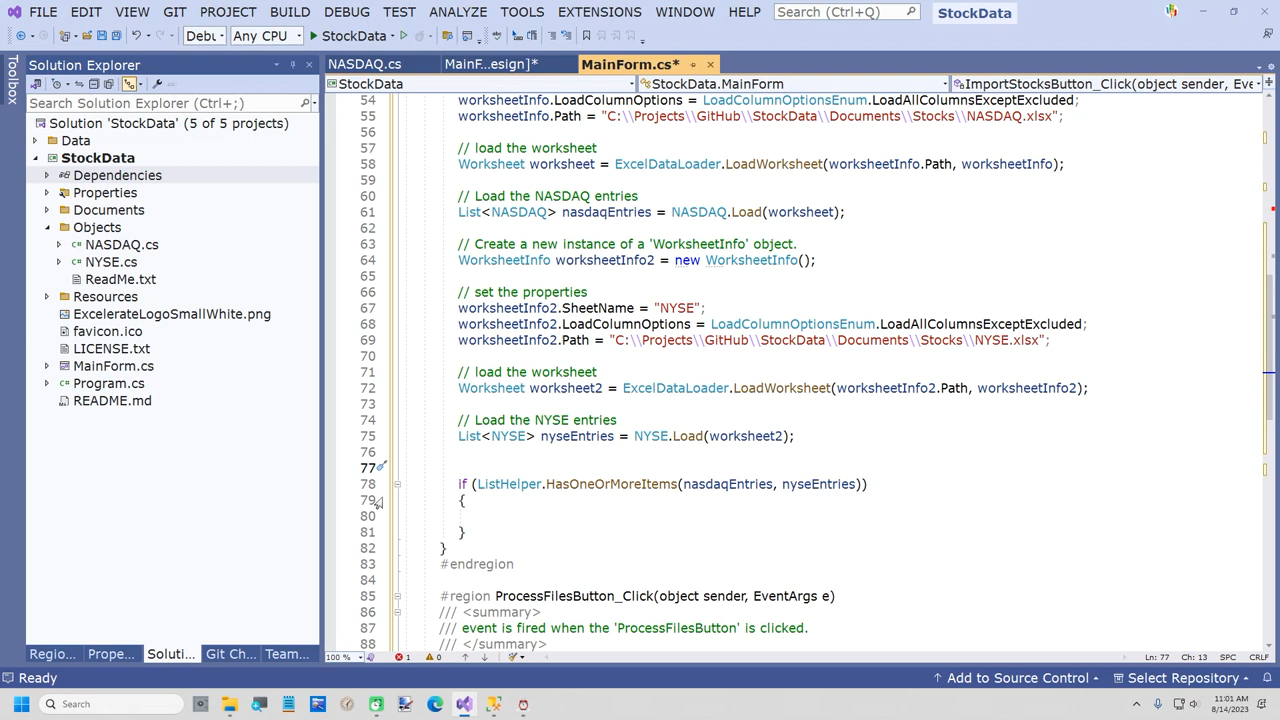 FILE EDIT VIEW GIT PROJECT BUILD DEBUG TEST ANALYZE TOOLS EXTENSIONS WINDOW HELP Search (Ctrl+Q) StockData
Debu Any CPU StockData
Toolbox
Solution Explorer
Search Solution Explorer (Ctrl+;)
Solution 'StockData' (5 of 5 projects)
Data
StockData
Dependencies
Properties
Documents
Objects
C# NASDAQ.cs
C# NYSE.cs
ReadMe.txt
Resources
ExcelerateLogoSmallWhite.png
favicon.ico
LICENSE.txt
C# MainForm.cs
C# Program.cs
README.md
Regio... Prope... Soluti... Git Ch... Team...
NASDAQ.cs MainF...esign]* MainForm.cs*
StockData StockData.MainForm ImportStocksButton_Click(object sender, Eve
54 worksheetInfo.LoadColumnOptions = LoadColumnOptionsEnum.LoadAllColumnsExceptExcluded;
55 worksheetInfo.Path = "C:\\Projects\\GitHub\\StockData\\Documents\\Stocks\\NASDAQ.xlsx";
56
57 // load the worksheet
58 Worksheet worksheet = ExcelDataLoader.LoadWorksheet(worksheetInfo.Path, worksheetInfo);
59
60 // Load the NASDAQ entries
61 List<NASDAQ> nasdaqEntries = NASDAQ.Load(worksheet);
62
63 // Create a new instance of a 'WorksheetInfo' object.
64 WorksheetInfo worksheetInfo2 = new WorksheetInfo();
65
66 // set the properties
67 worksheetInfo2.SheetName = "NYSE";
68 worksheetInfo2.LoadColumnOptions = LoadColumnOptionsEnum.LoadAllColumnsExceptExcluded;
69 worksheetInfo2.Path = "C:\\Projects\\GitHub\\StockData\\Documents\\Stocks\\NYSE.xlsx";
70
71 // load the worksheet
72 Worksheet worksheet2 = ExcelDataLoader.LoadWorksheet(worksheetInfo2.Path, worksheetInfo2);
73
74 // Load the NYSE entries
75 List<NYSE> nyseEntries = NYSE.Load(worksheet2);
76
77
78 if (ListHelper.HasOneOrMoreItems(nasdaqEntries, nyseEntries))
79 {
80
81 }
82 }
83 #endregion
84
85 #region ProcessFilesButton_Click(object sender, EventArgs e)
86 /// <summary>
87 /// event is fired when the 'ProcessFilesButton' is clicked.
88 /// </summary>
100 % 1 0 Ln: 77 Ch: 13 SPC CRLF
Ready Add to Source Control Select Repository
Search 11:01 AM
8/14/2023